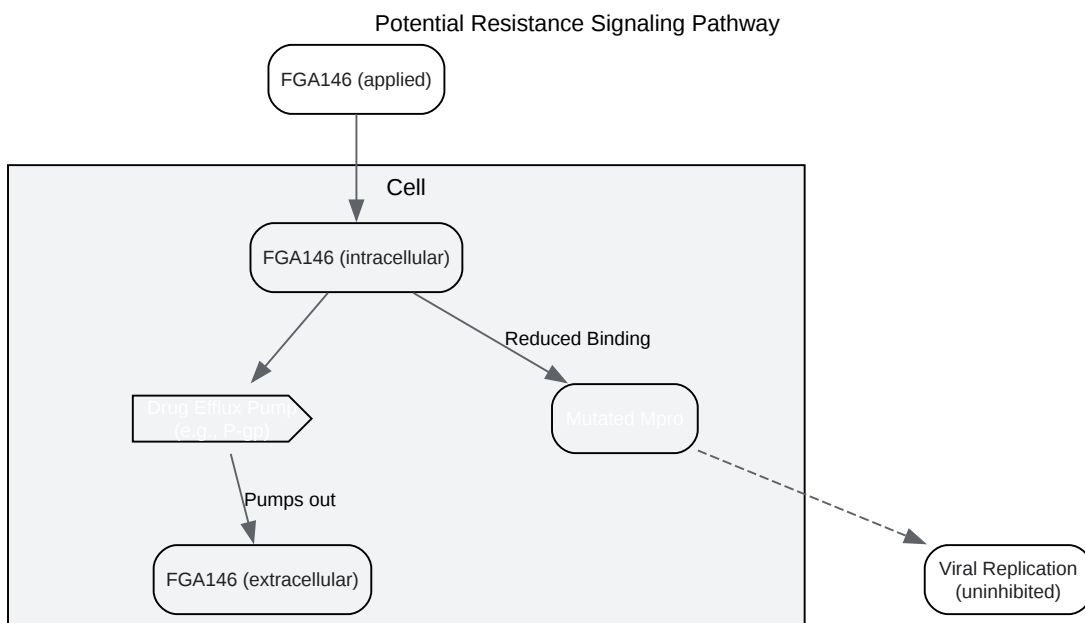 Potential Resistance Signaling Pathway
FGA146 (applied)
Cell
FGA146 (intracellular)
Reduced Binding
Drug Efflux Pump
(e.g., P-gp)
Mutated Mpro
Pumps out
FGA146 (extracellular)
Viral Replication
(uninhibited)